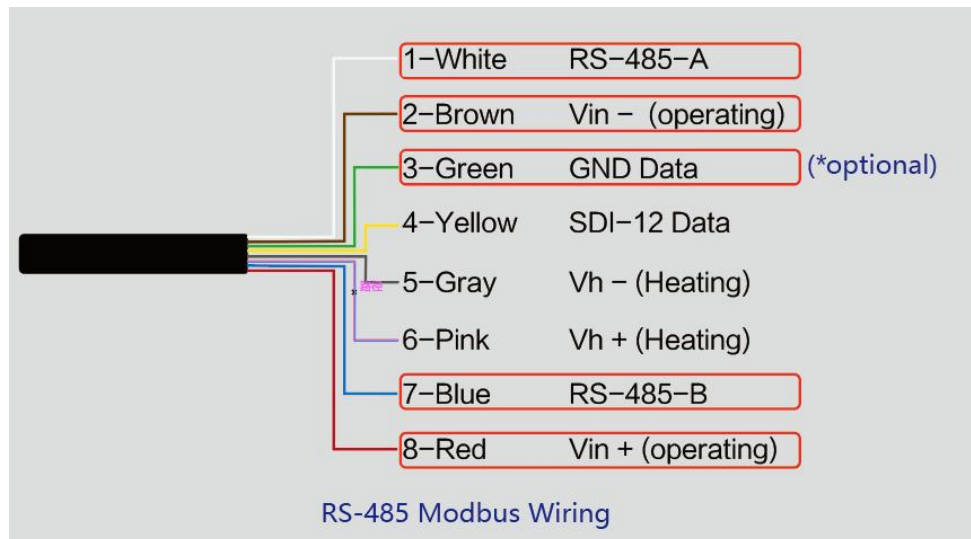 1-White RS-485-A
2-Brown Vin - (operating)
3-Green GND Data (*optional)
4-Yellow SDI-12 Data
路径 5-Gray Vh - (Heating)
6-Pink Vh + (Heating)
7-Blue RS-485-B
8-Red Vin + (operating)
RS-485 Modbus Wiring